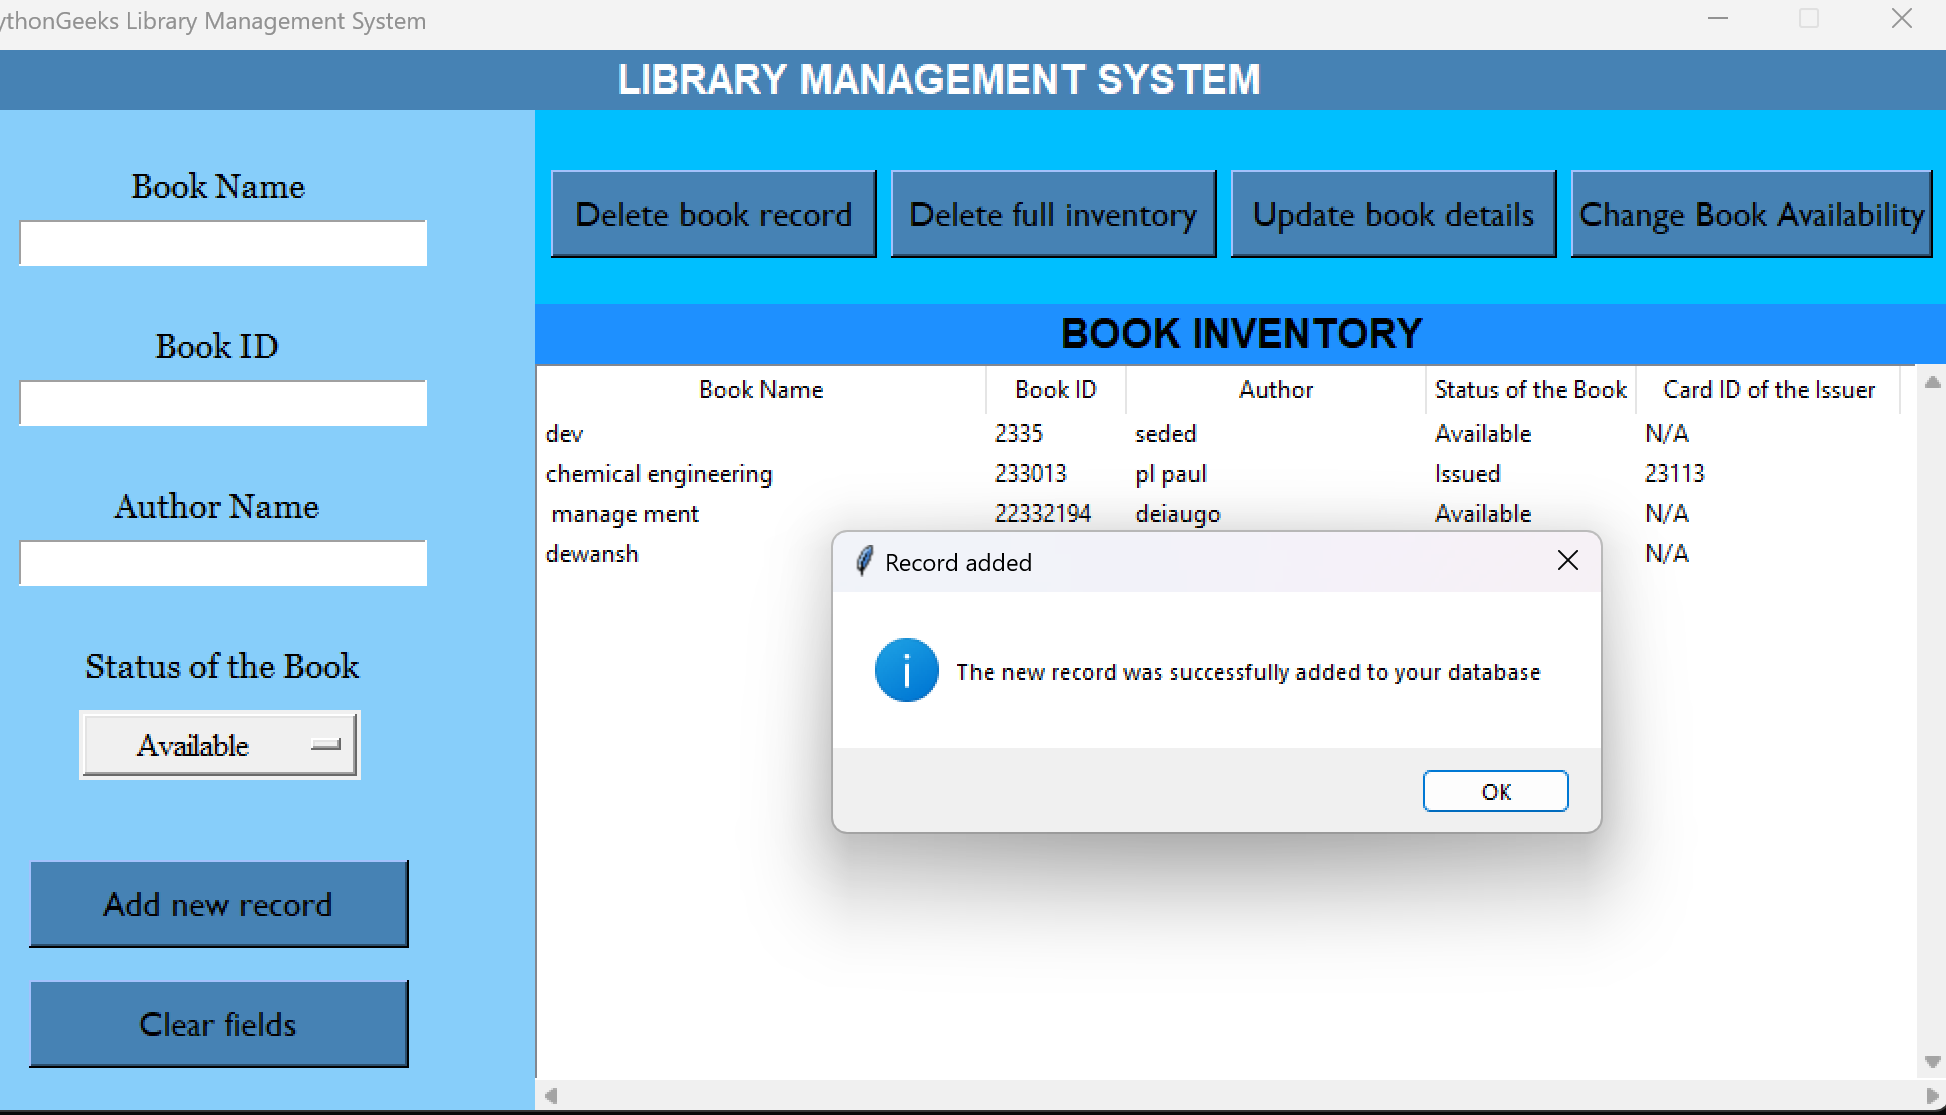 ythonGeeks Library Management System
LIBRARY MANAGEMENT SYSTEM
Book Name
Book ID
Author Name
Status of the Book
Available
Add new record
Clear fields
Delete book record Delete full inventory Update book details Change Book Availability
BOOK INVENTORY
Book Name Book ID Author Status of the Book Card ID of the Issuer
dev 2335 seded Available N/A
chemical engineering 233013 pl paul Issued 23113
manage ment 22332194 deiaugo Available N/A
dewansh N/A
Record added
The new record was successfully added to your database
OK